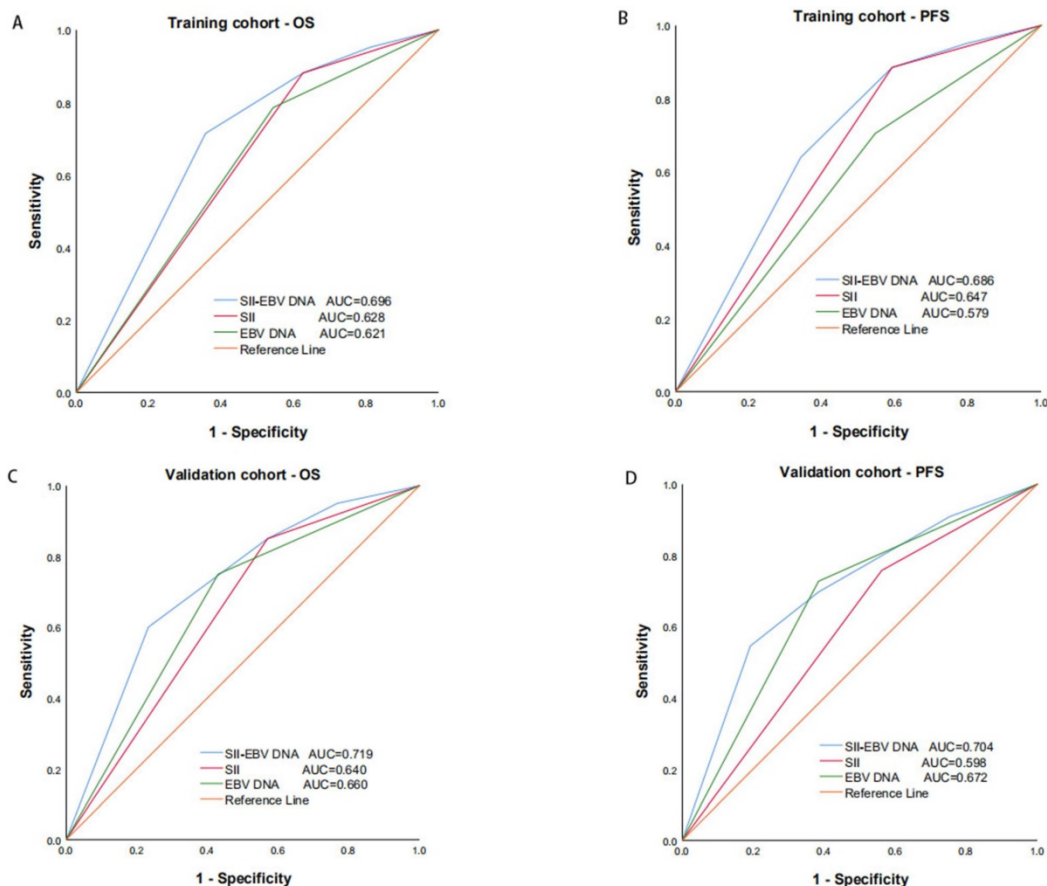 A
Training cohort - OS
1.0
0.8
0.6
0.4
0.2
0.0
Sensitivity
SII-EBV DNA AUC=0.696
SII AUC=0.628
EBV DNA AUC=0.621
Reference Line
0.0 0.2 0.4 0.6 0.8 1.0
1 - Specificity
B
Training cohort - PFS
1.0
0.8
0.6
0.4
0.2
0.0
Sensitivity
SII-EBV DNA AUC=0.686
SII AUC=0.647
EBV DNA AUC=0.579
Reference Line
0.0 0.2 0.4 0.6 0.8 1.0
1 - Specificity
C
Validation cohort - OS
1.0
0.8
0.6
0.4
0.2
0.0
Sensitivity
SII-EBV DNA AUC=0.719
SII AUC=0.640
EBV DNA AUC=0.660
Reference Line
0.0 0.2 0.4 0.6 0.8 1.0
1 - Specificity
D
Validation cohort - PFS
1.0
0.8
0.6
0.4
0.2
0.0
Sensitivity
SII-EBV DNA AUC=0.704
SII AUC=0.598
EBV DNA AUC=0.672
Reference Line
0.0 0.2 0.4 0.6 0.8 1.0
1 - Specificity